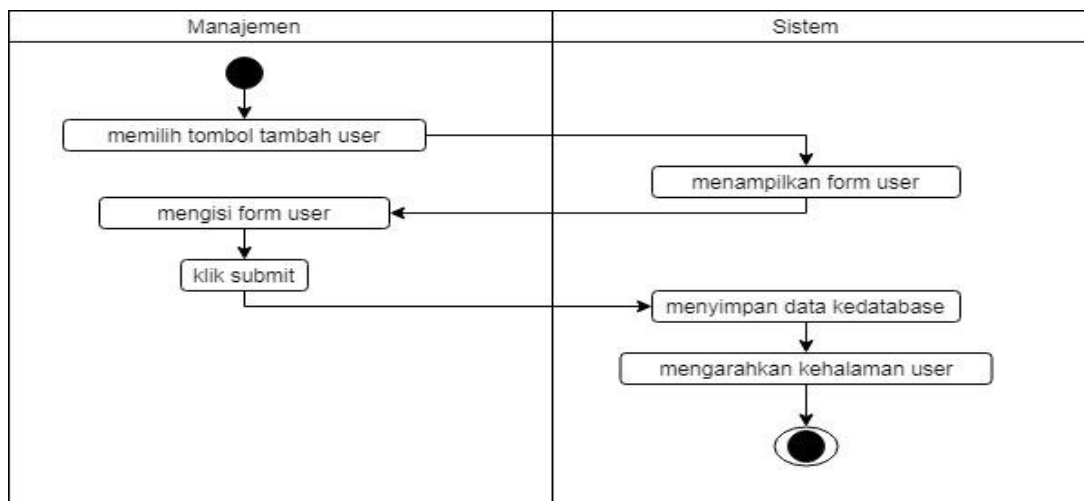 Manajemen
Sistem
memilih tombol tambah user
menampilkan form user
mengisi form user
klik submit
menyimpan data kedatabase
mengarahkan kehalaman user